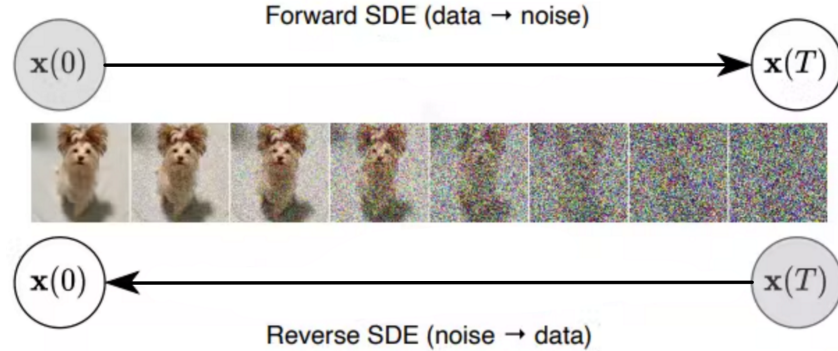 Forward SDE (data → noise)
x(0)
x(T)
x(0)
x(T)
Reverse SDE (noise → data)